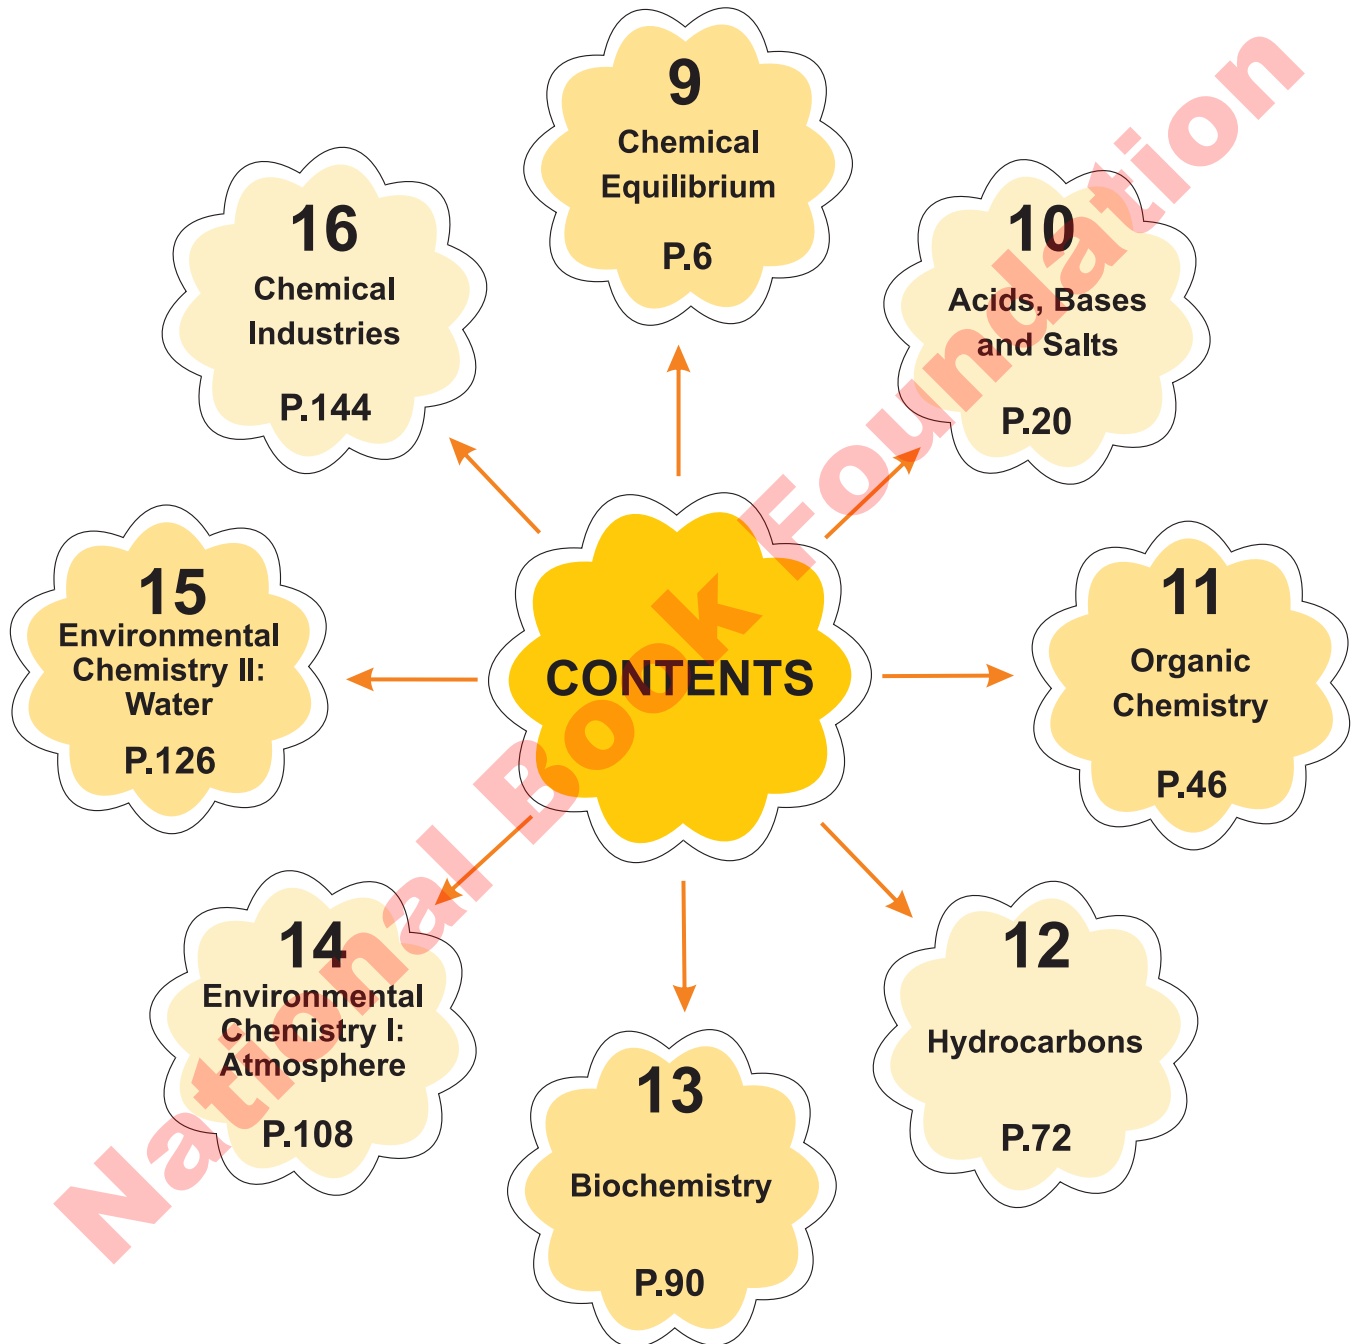 9
Chemical
Equilibrium
P.6
10
Acids, Bases
and Salts
P.20
11
Organic
Chemistry
P.46
12
Hydrocarbons
P.72
13
Biochemistry
P.90
14
Environmental
Chemistry I:
Atmosphere
P.108
15
Environmental
Chemistry II:
Water
P.126
16
Chemical
Industries
P.144
CONTENTS
National Book Foundation